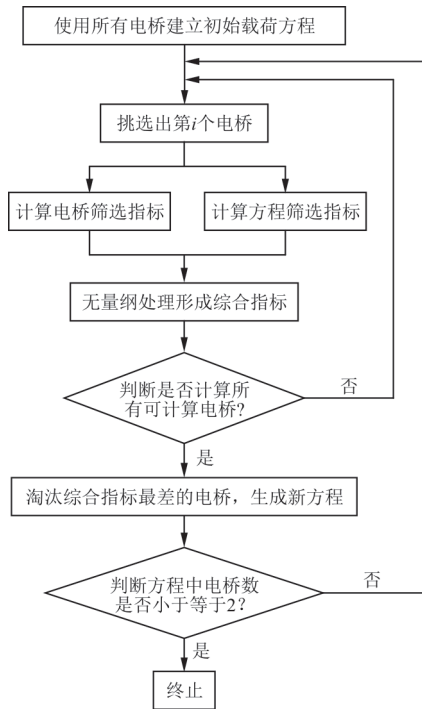 使用所有电桥建立初始载荷方程
挑选出第i个电桥
计算电桥筛选指标
计算方程筛选指标
无量纲处理形成综合指标
判断是否计算所
有可计算电桥?
否
是
淘汰综合指标最差的电桥，生成新方程
判断方程中电桥数
是否小于等于2?
否
是
终止